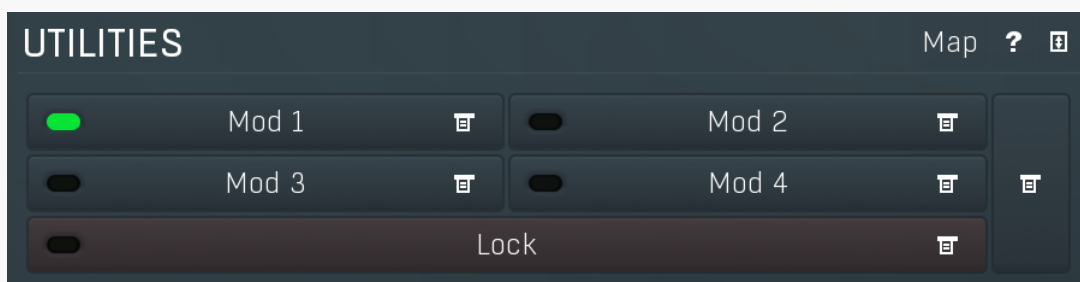 UTILITIES Map ?
Mod 1 Mod 2
Mod 3 Mod 4
Lock